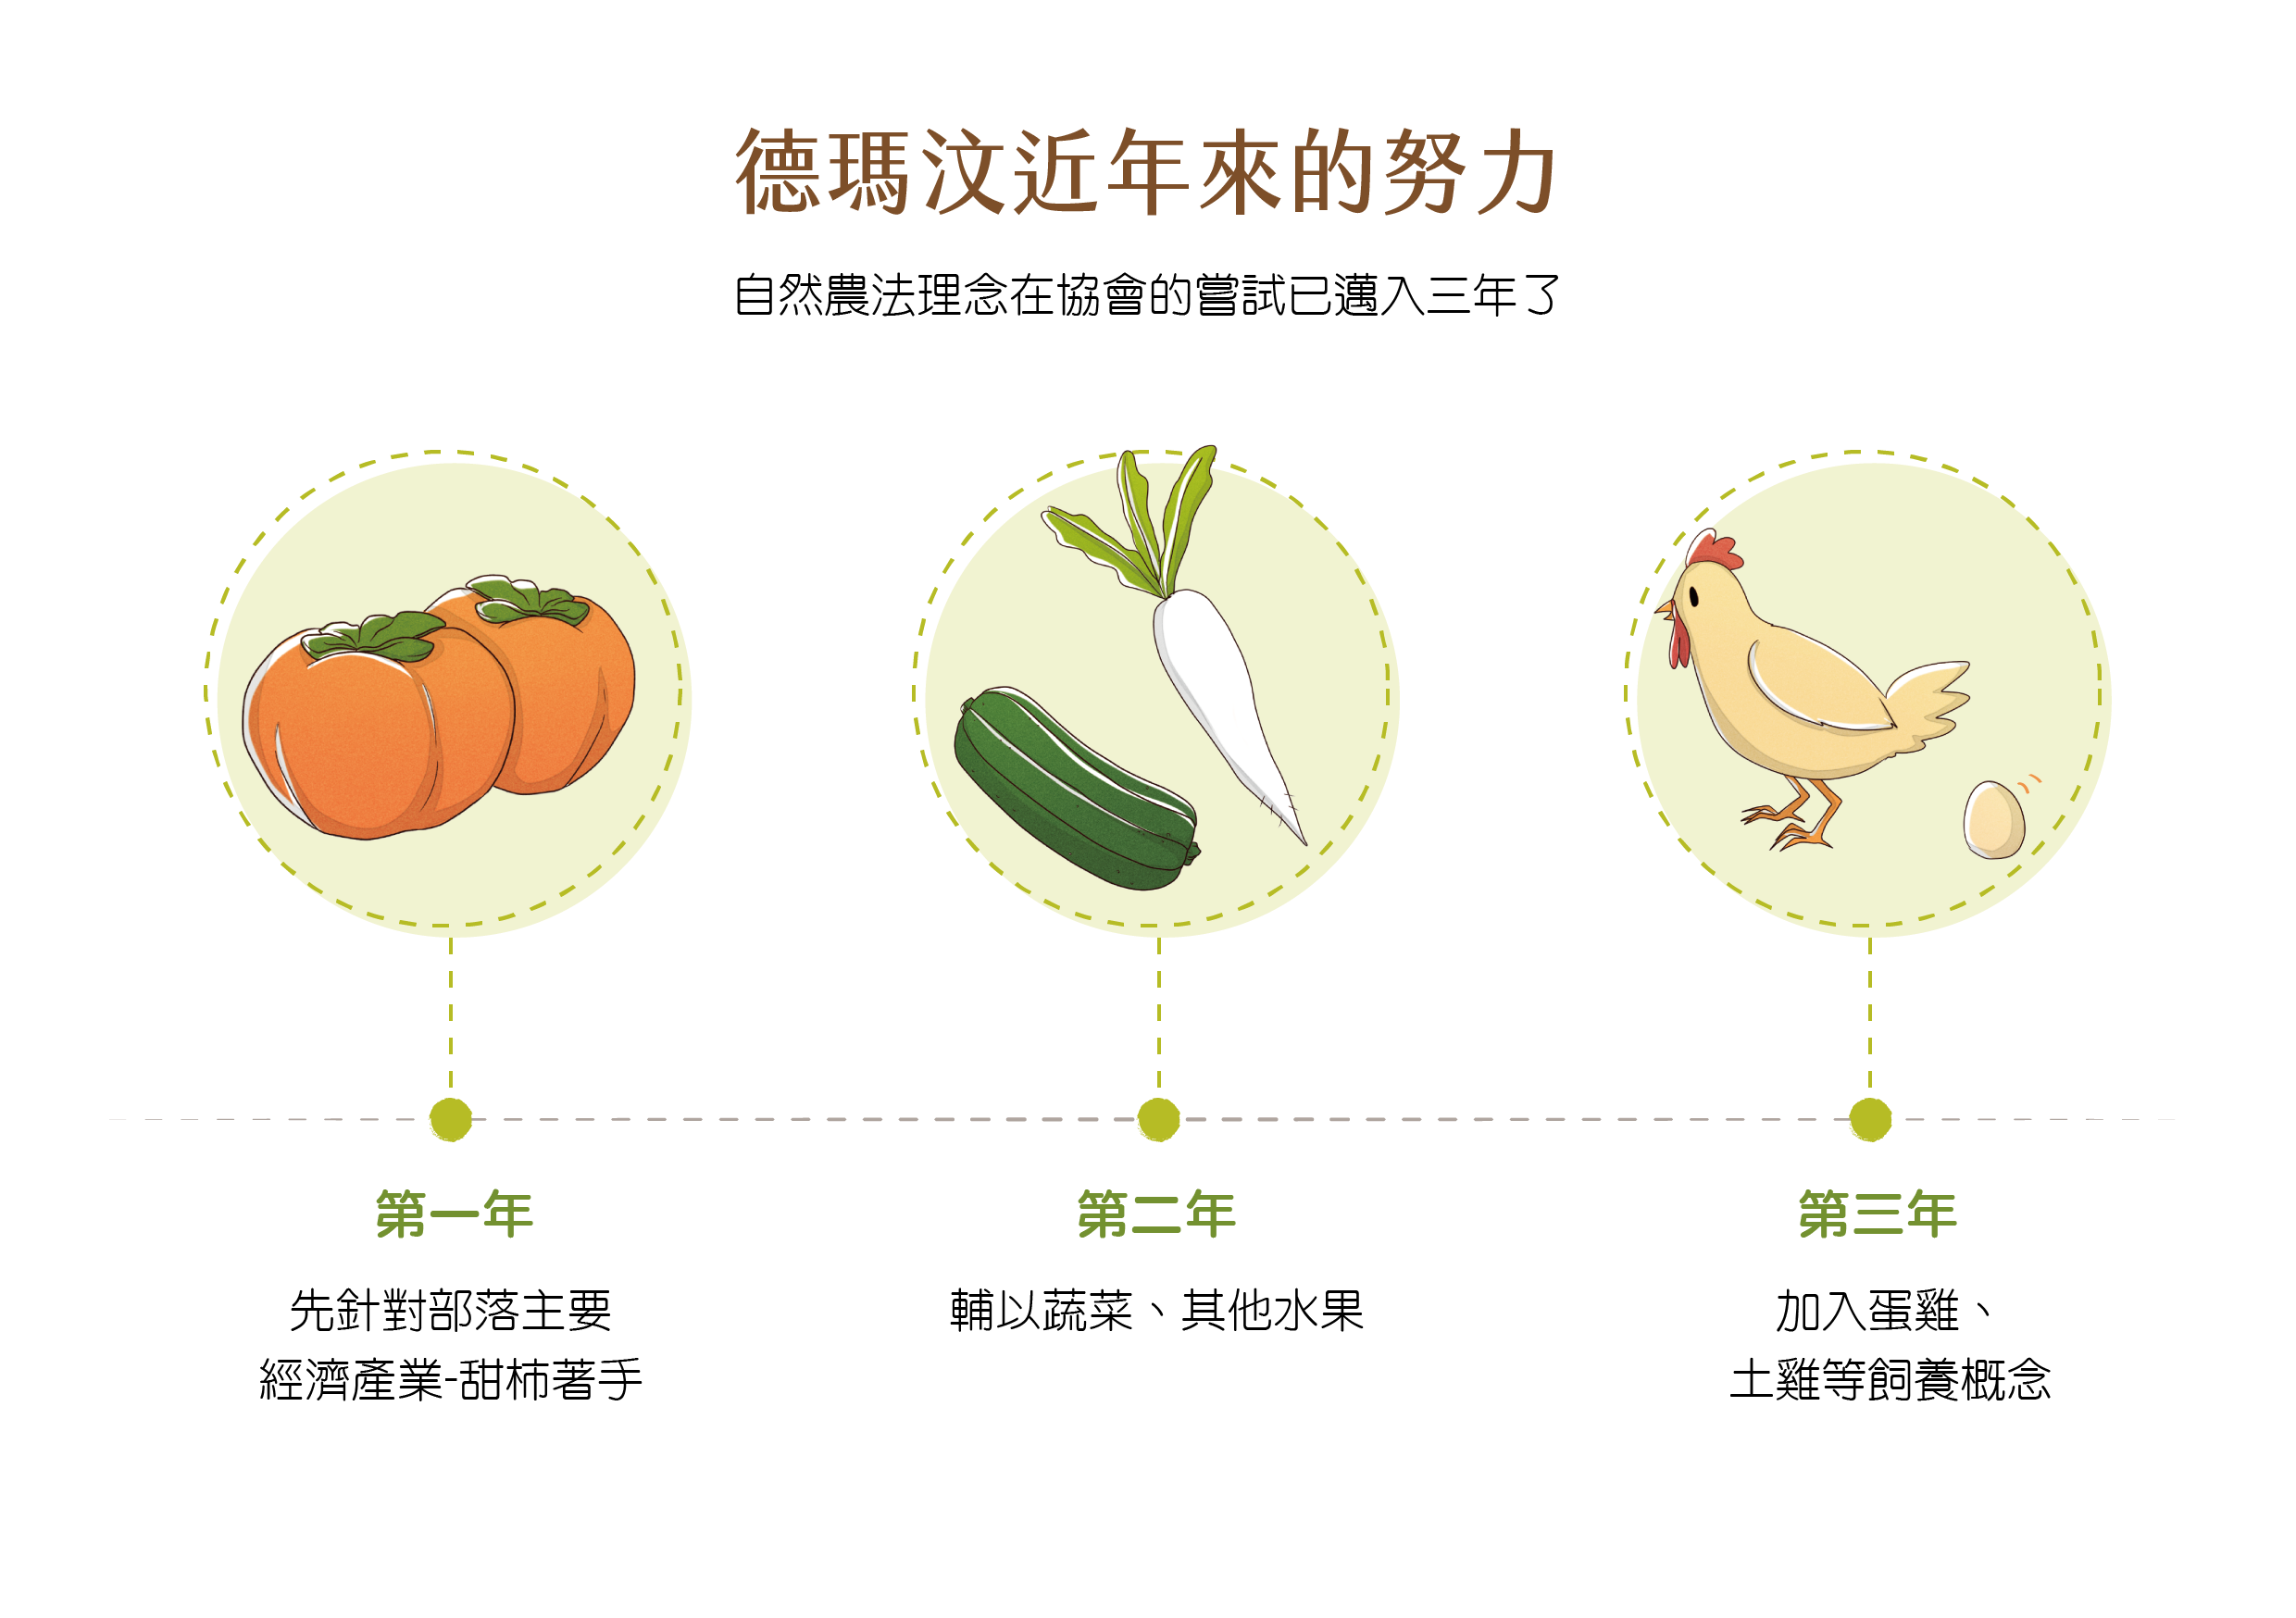 德瑪汶近年來的努力
自然農法理念在協會的嘗試已邁入三年了
第一年
先針對部落主要
經濟產業-甜柿著手
第二年
輔以蔬菜、其他水果
第三年
加入蛋雞、
土雞等飼養概念